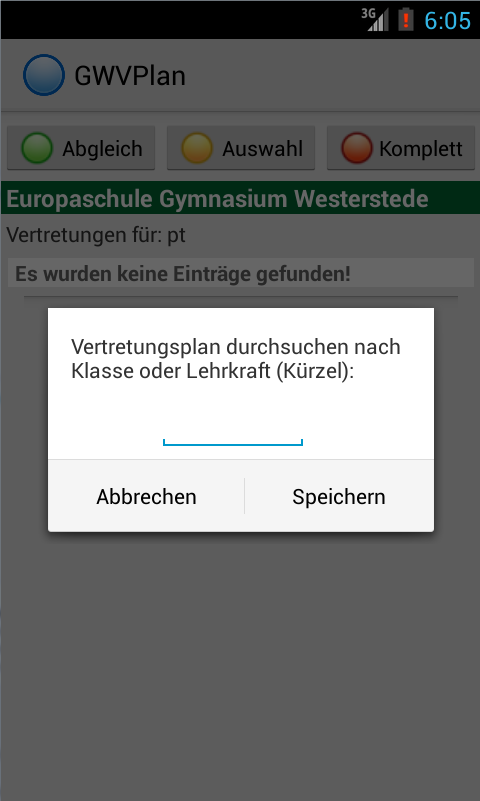 3G 6:05
GWVPlan
Abgleich Auswahl Komplett
Europaschule Gymnasium Westerstede
Vertretungen für: pt
Es wurden keine Einträge gefunden!
Vertretungsplan durchsuchen nach
Klasse oder Lehrkraft (Kürzel):
Abbrechen Speichern